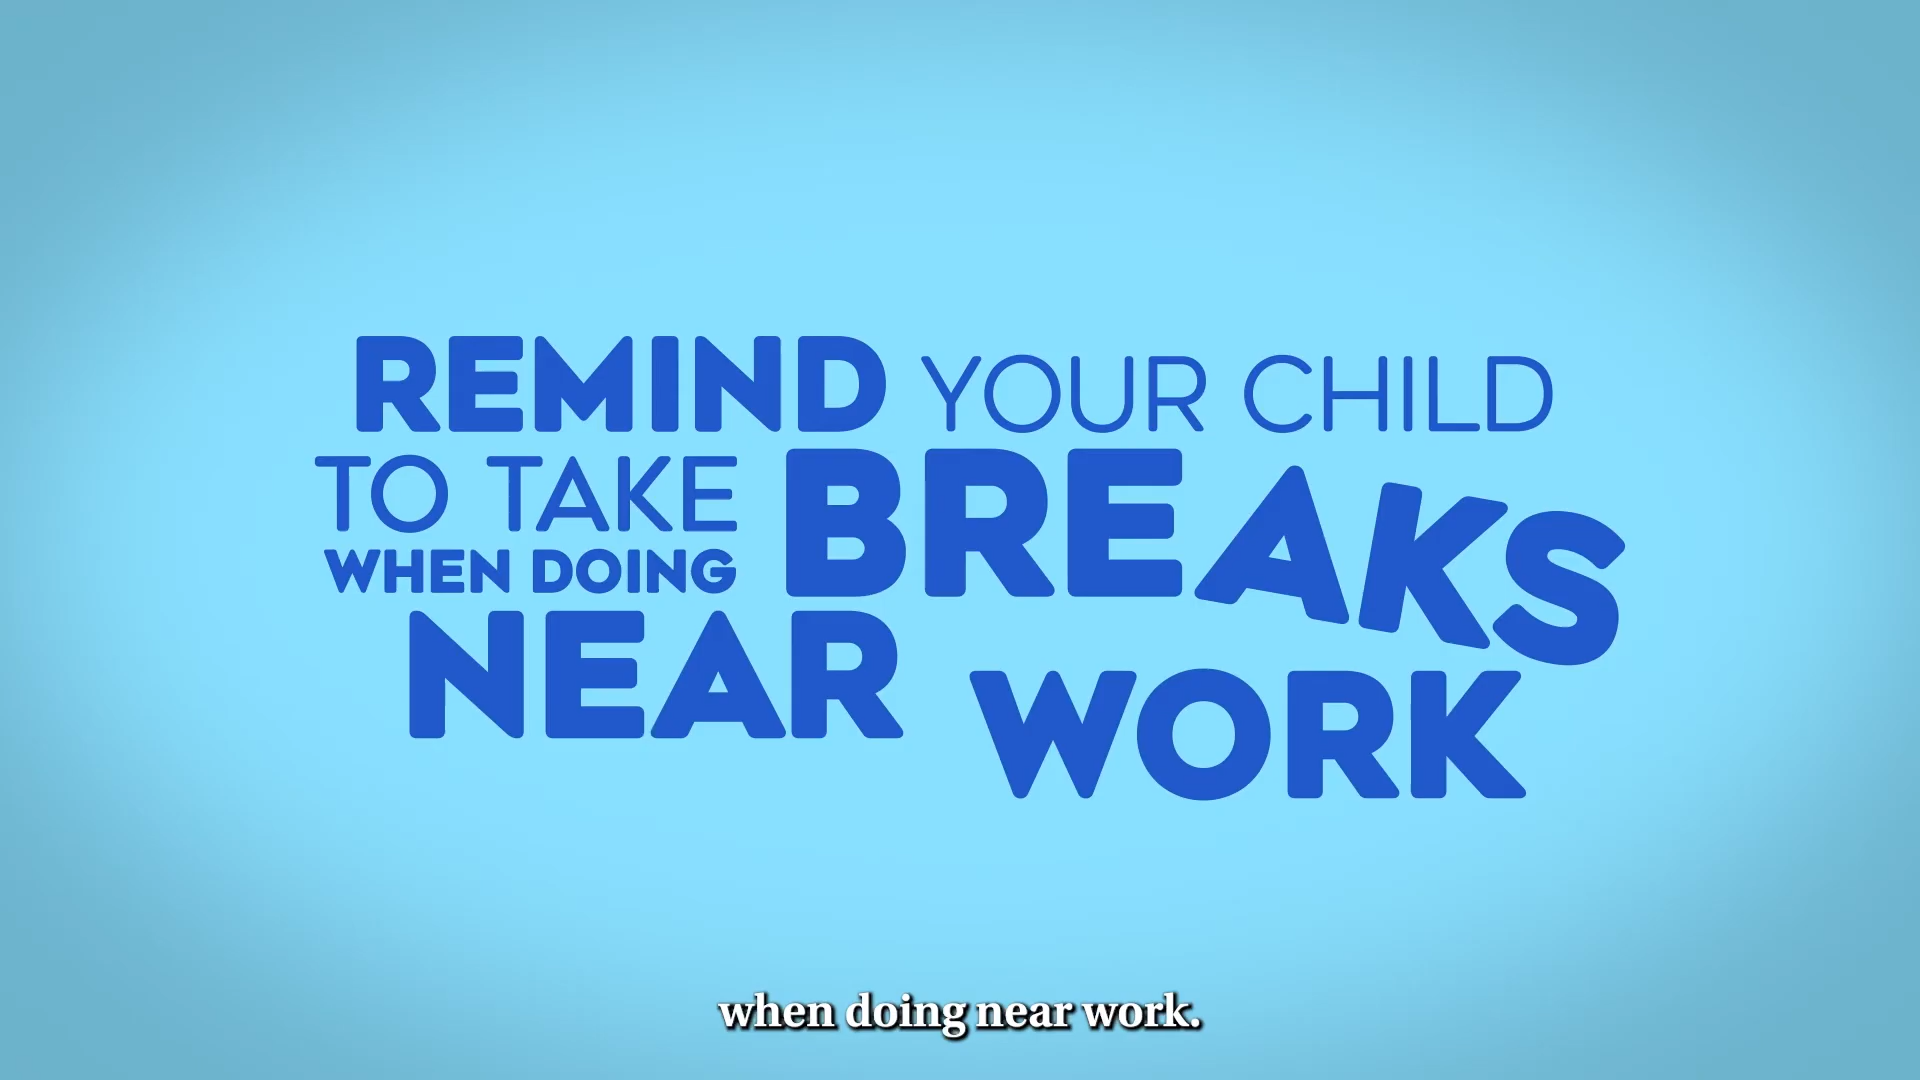 REMIND YOUR CHILD
TO TAKE BREAKS
WHEN DOING
NEAR WORK
when doing near work.